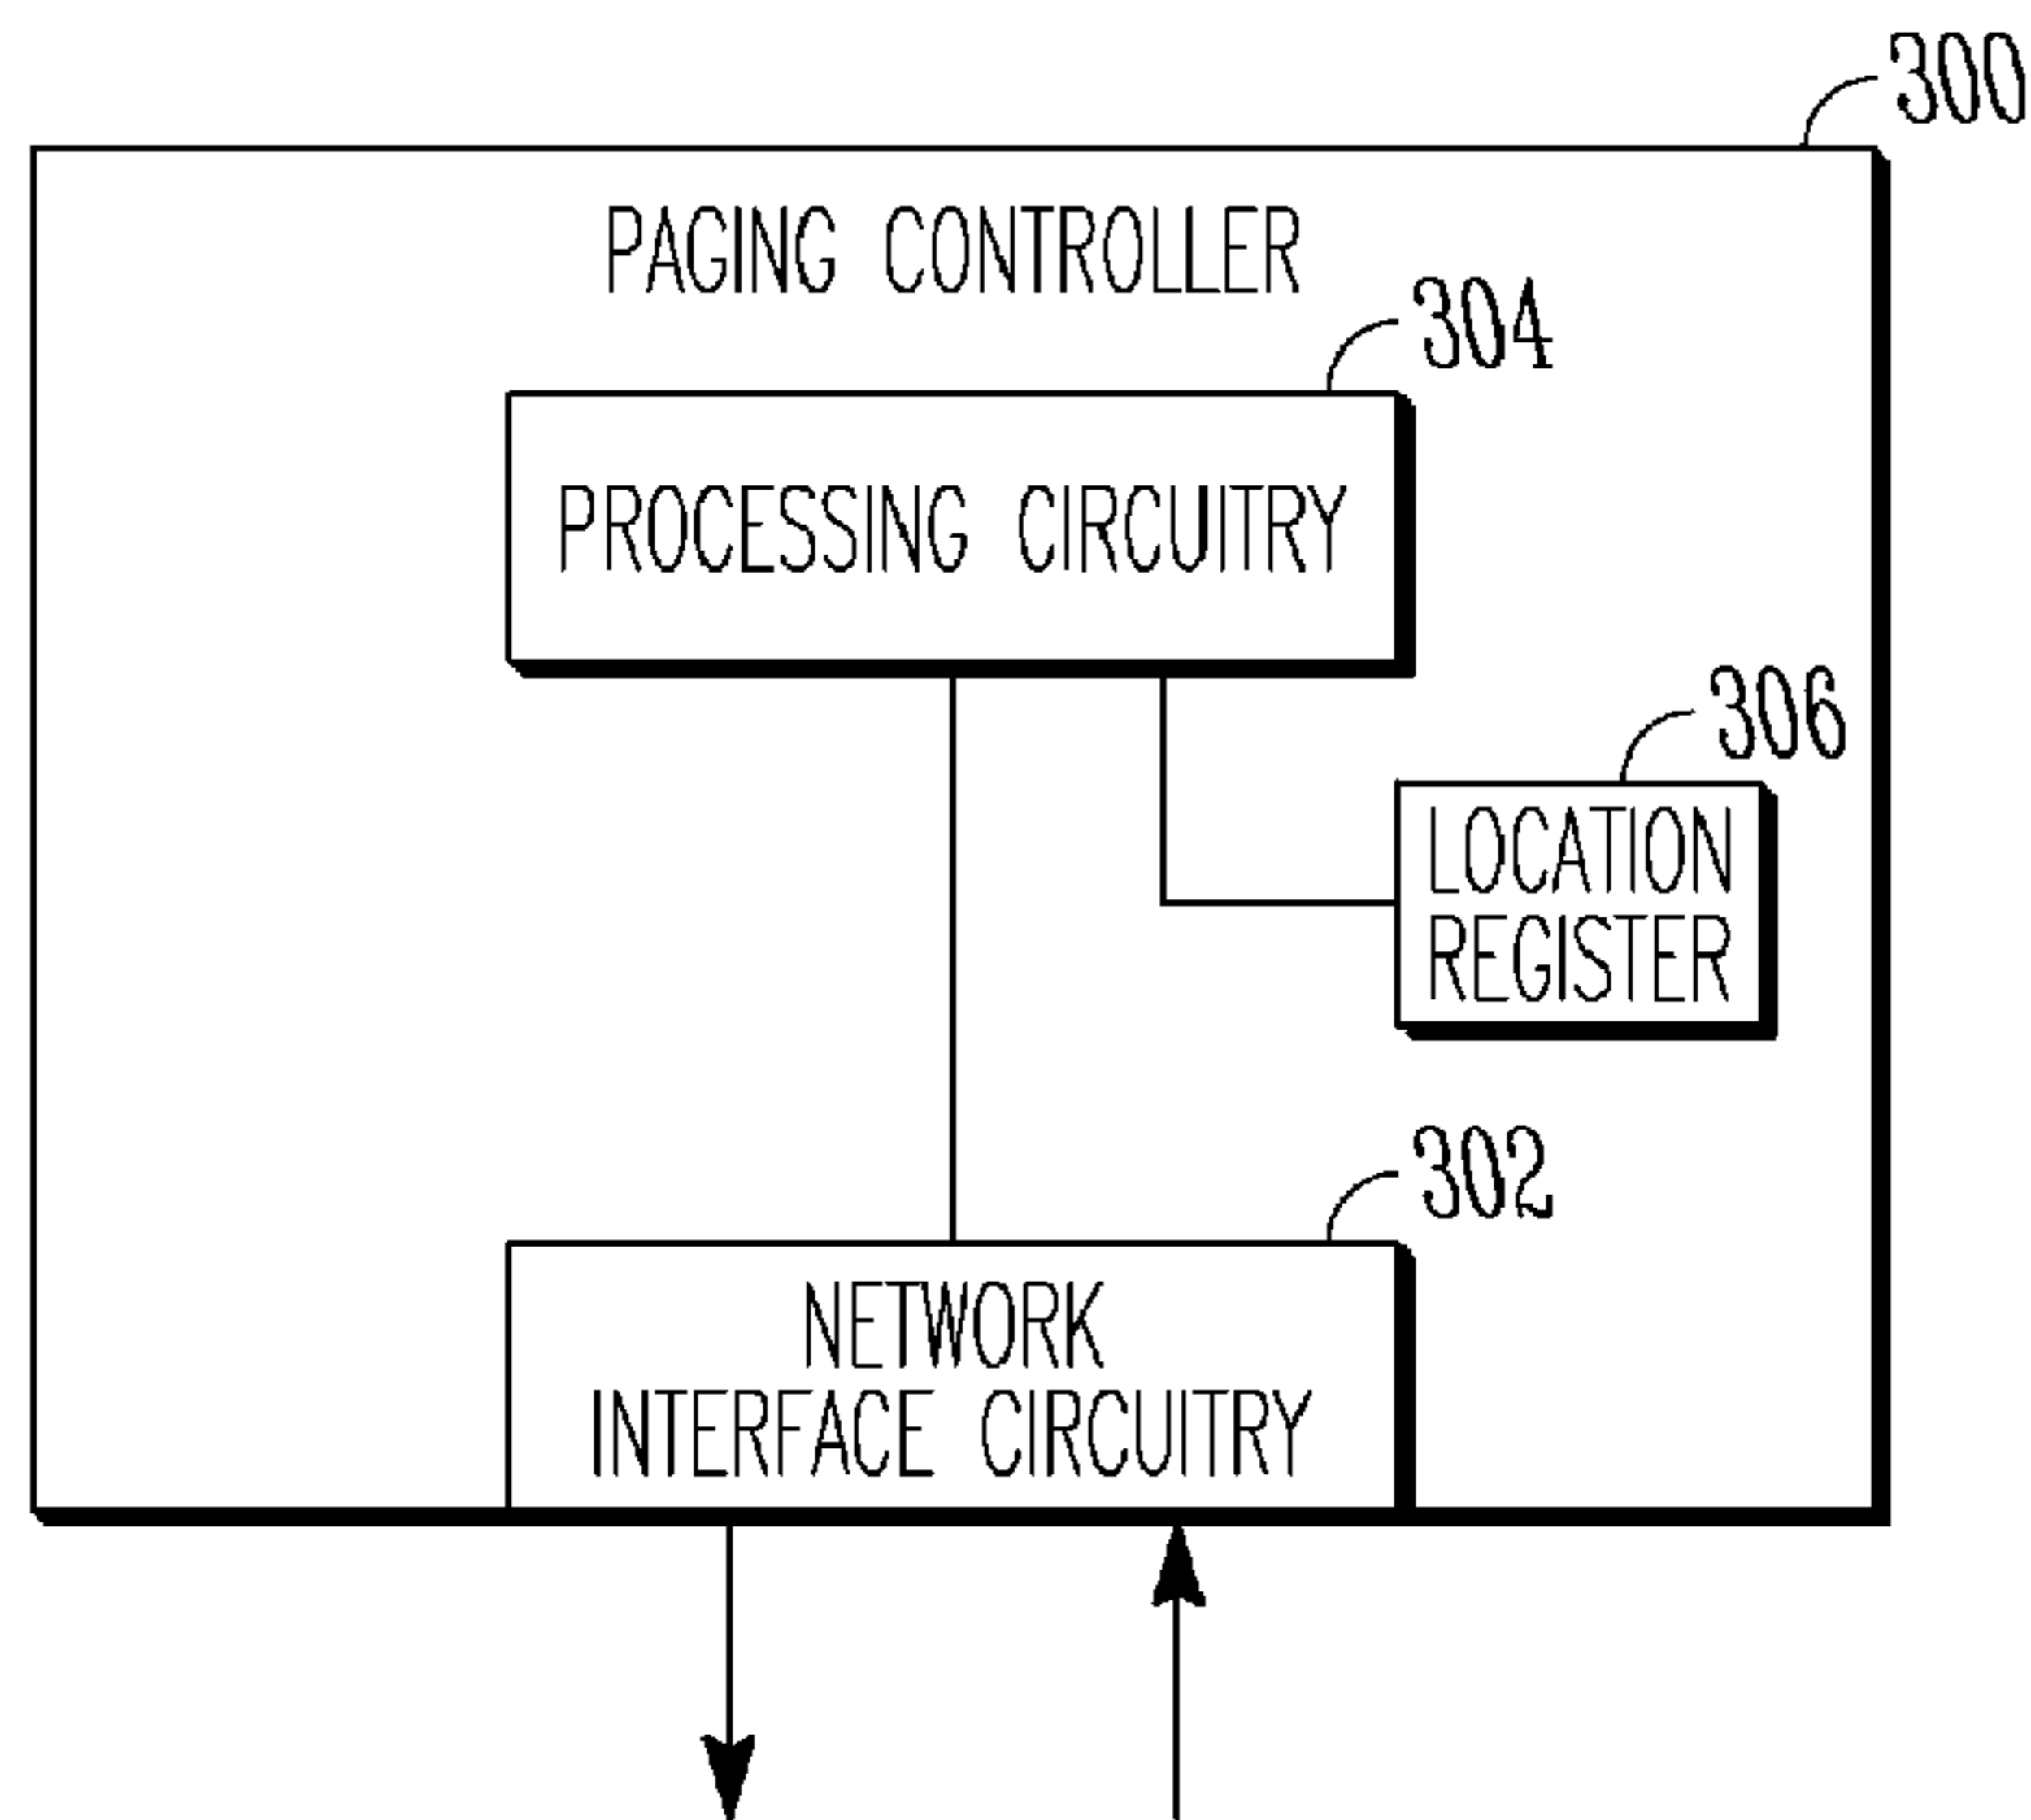 300
PAGING CONTROLLER
304
PROCESSING CIRCUITRY
306
LOCATION
REGISTER
302
NETWORK
INTERFACE CIRCUITRY